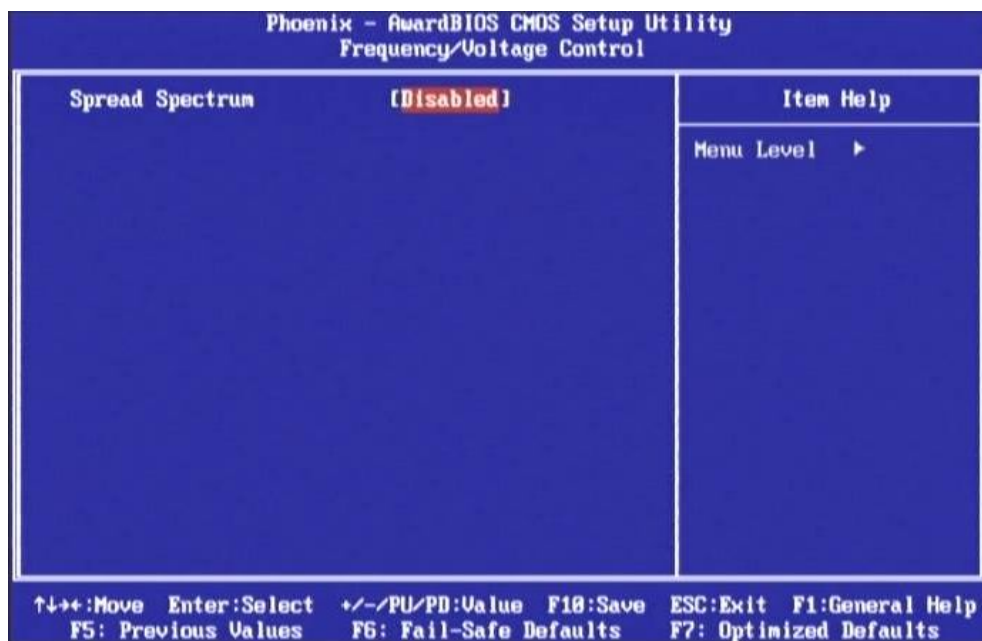 Phoenix - AwardBIOS CMOS Setup Utility
Frequency/Voltage Control
Spread Spectrum [Disabled]
Item Help
Menu Level ▶
↑↓→←:Move Enter:Select +/-/PU/PD:Value F10:Save ESC:Exit F1:General Help
F5: Previous Values F6: Fail-Safe Defaults F7: Optimized Defaults